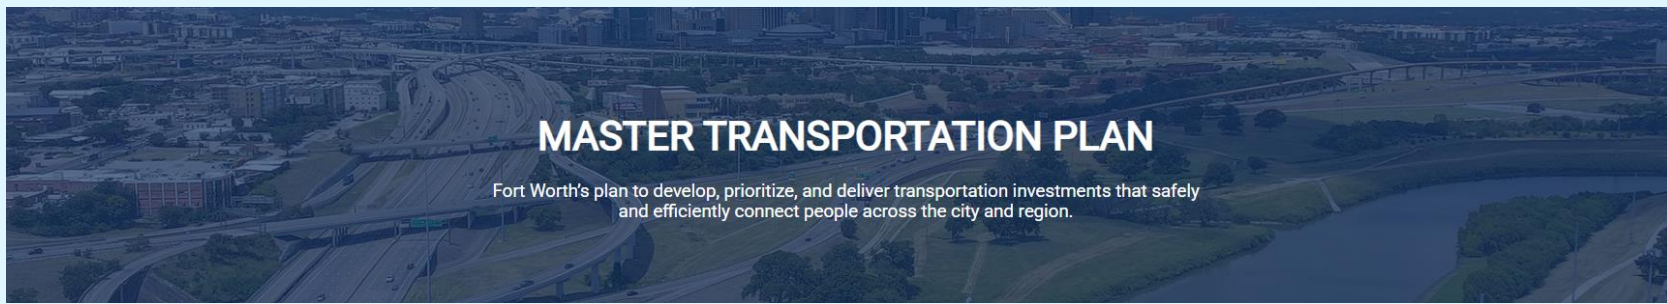 MASTER TRANSPORTATION PLAN
Fort Worth’s plan to develop, prioritize, and deliver transportation investments that safely
and efficiently connect people across the city and region.